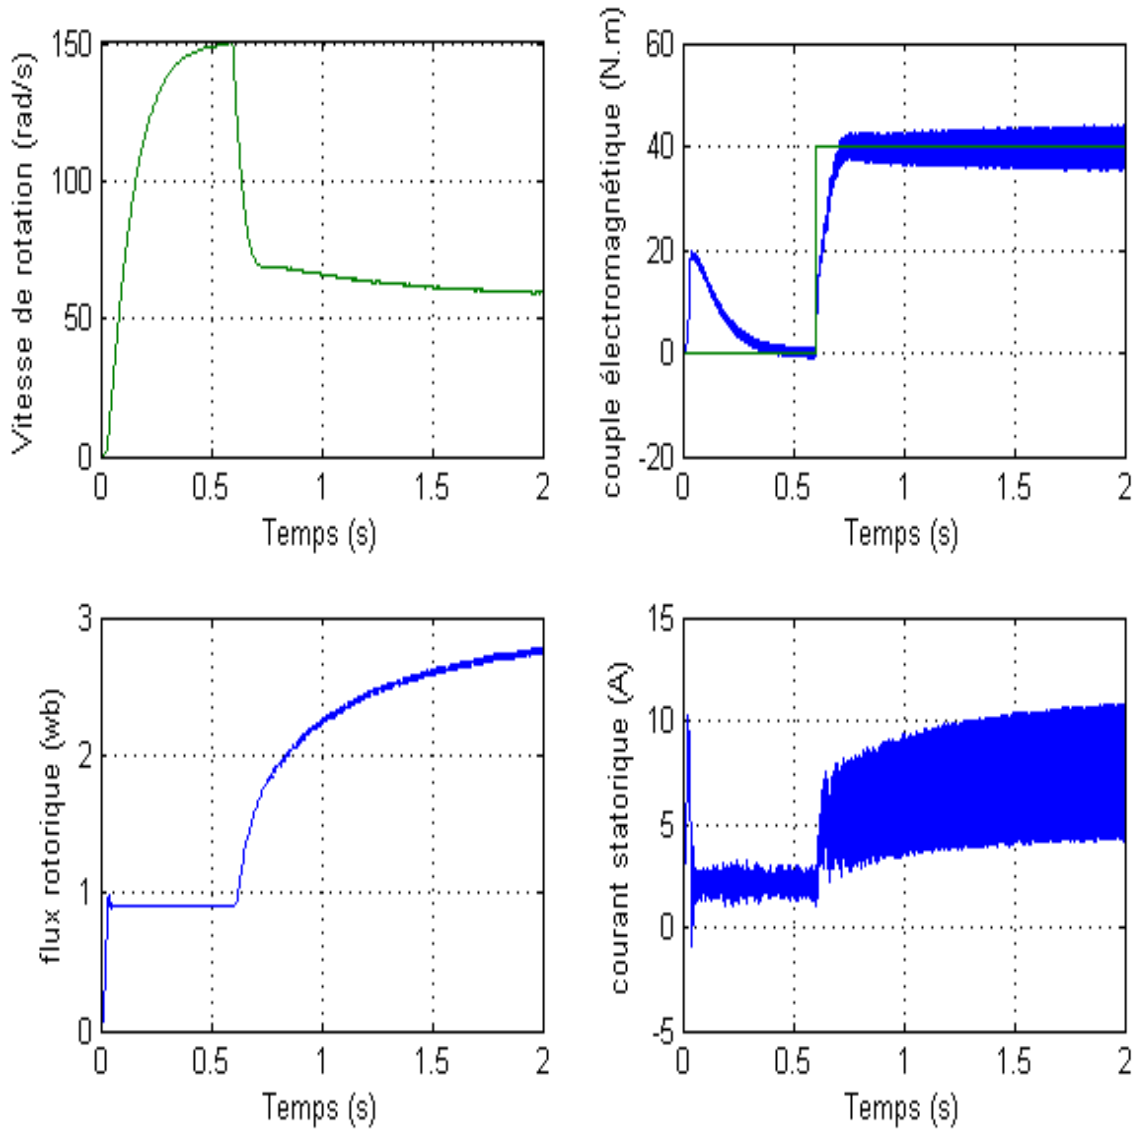 Vitesse de rotation (rad/s)
150
100
50
0
0 0.5 1 1.5 2
Temps (s)
couple électromagnétique (N.m)
60
40
20
0
-20
0 0.5 1 1.5 2
Temps (s)
flux rotorique (wb)
3
2
1
0
0 0.5 1 1.5 2
Temps (s)
courant statorique (A)
15
10
5
0
-5
0 0.5 1 1.5 2
Temps (s)